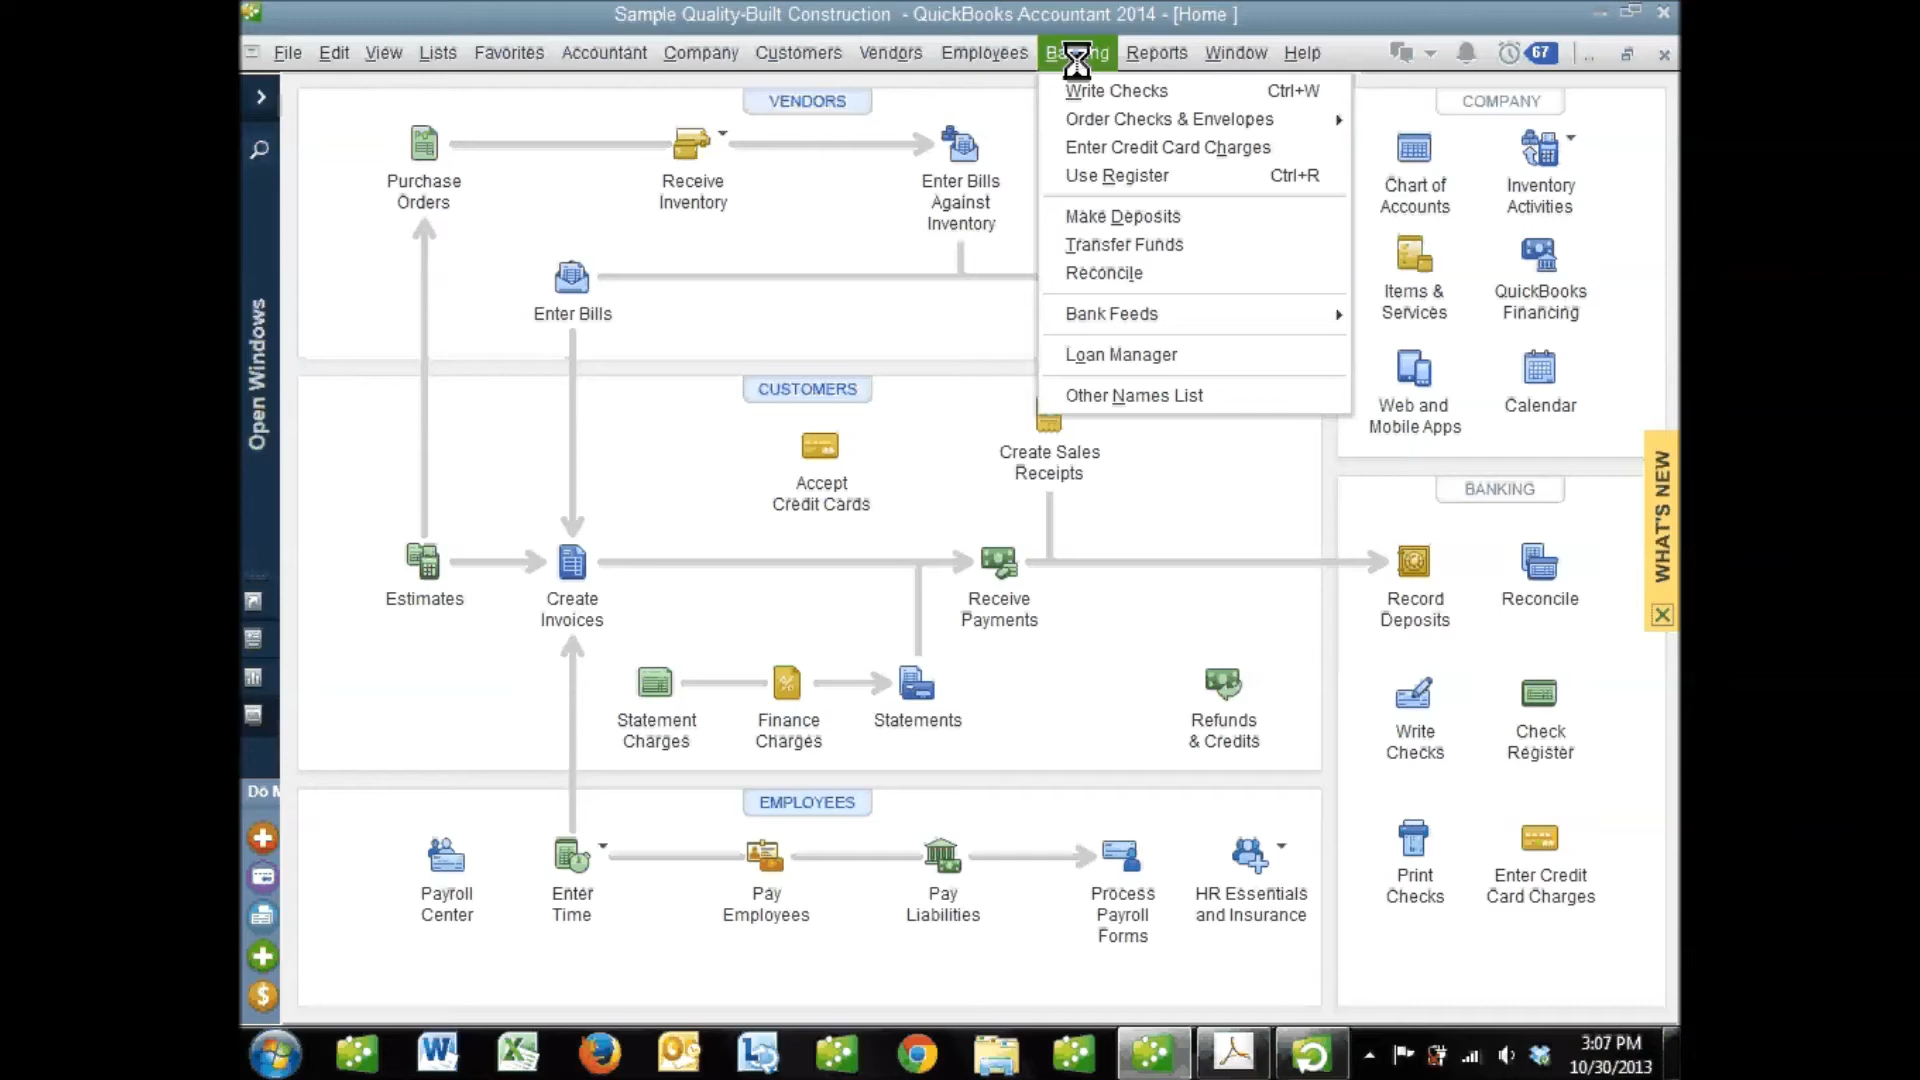 Sample Quality-Built Construction - QuickBooks Accountant 2014 - [Home ]
File Edit View Lists Favorites Accountant Company Customers Vendors Employees Reports Window Help
67
Write Checks Ctrl+W
Order Checks & Envelopes
Enter Credit Card Charges
Use Register Ctrl+R
Make Deposits
Transfer Funds
Reconcile
Bank Feeds
Loan Manager
Other Names List
Open Windows
VENDORS
Purchase
Orders
Receive
Inventory
Enter Bills
Against
Inventory
Enter Bills
CUSTOMERS
Accept
Credit Cards
Create Sales
Receipts
Estimates
Create
Invoices
Receive
Payments
Statement
Charges
Finance
Charges
Statements
Refunds
& Credits
EMPLOYEES
Payroll
Center
Enter
Time
Pay
Employees
Pay
Liabilities
Process
Payroll
Forms
HR Essentials
and Insurance
COMPANY
Chart of
Accounts
Inventory
Activities
Items &
Services
QuickBooks
Financing
Web and
Mobile Apps
Calendar
WHAT'S NEW
BANKING
Record
Deposits
Reconcile
Write
Checks
Check
Register
Print
Checks
Enter Credit
Card Charges
Do
3:07 PM
10/30/2013